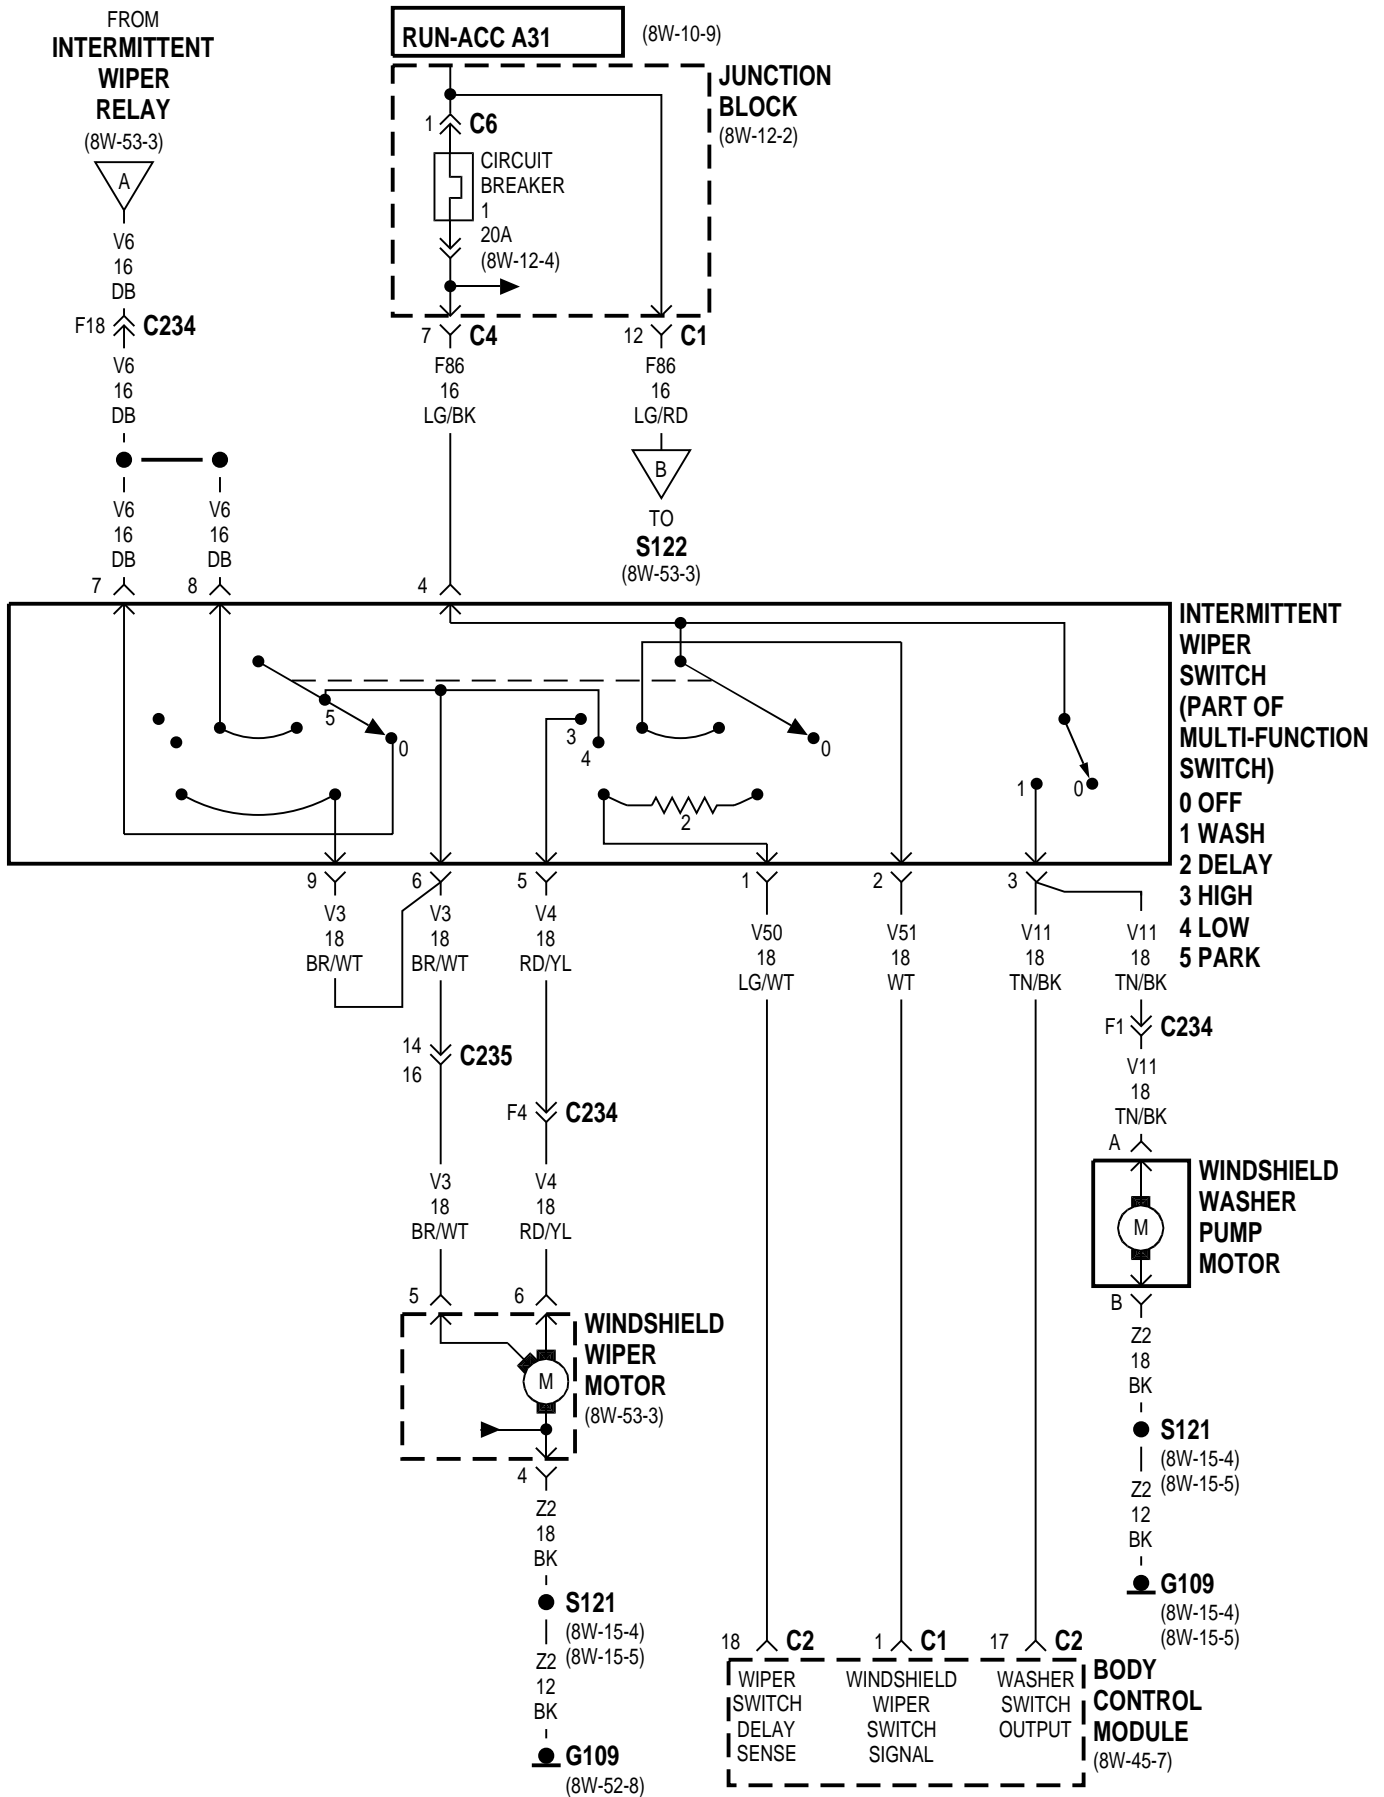 FROM
INTERMITTENT
WIPER
RELAY
(8W-53-3)
A
V6
16
DB
F18
C234
V6
16
DB
V6
16
DB
V6
16
DB
7
8
RUN-ACC A31
(8W-10-9)
JUNCTION
BLOCK
(8W-12-2)
1
C6
CIRCUIT
BREAKER
1
20A
(8W-12-4)
7
C4
12
C1
F86
16
LG/BK
F86
16
LG/RD
B
TO
S122
(8W-53-3)
4
INTERMITTENT
WIPER
SWITCH
(PART OF
MULTI-FUNCTION
SWITCH)
0 OFF
1 WASH
2 DELAY
3 HIGH
4 LOW
5 PARK
5
0
3
4
0
2
1
0
9
6
5
1
2
3
V3
18
BR/WT
V3
18
BR/WT
V4
18
RD/YL
V50
18
LG/WT
V51
18
WT
V11
18
TN/BK
V11
18
TN/BK
F1
C234
V11
18
TN/BK
A
14
16
C235
F4
C234
V3
18
BR/WT
V4
18
RD/YL
5
6
WINDSHIELD
WIPER
MOTOR
(8W-53-3)
M
4
Z2
18
BK
S121
(8W-15-4)
(8W-15-5)
Z2
12
BK
G109
(8W-52-8)
WINDSHIELD
WASHER
PUMP
MOTOR
M
B
Z2
18
BK
S121
(8W-15-4)
(8W-15-5)
Z2
12
BK
G109
(8W-15-4)
(8W-15-5)
18
C2
1
C1
17
C2
WIPER
SWITCH
DELAY
SENSE
WINDSHIELD
WIPER
SWITCH
SIGNAL
WASHER
SWITCH
OUTPUT
BODY
CONTROL
MODULE
(8W-45-7)